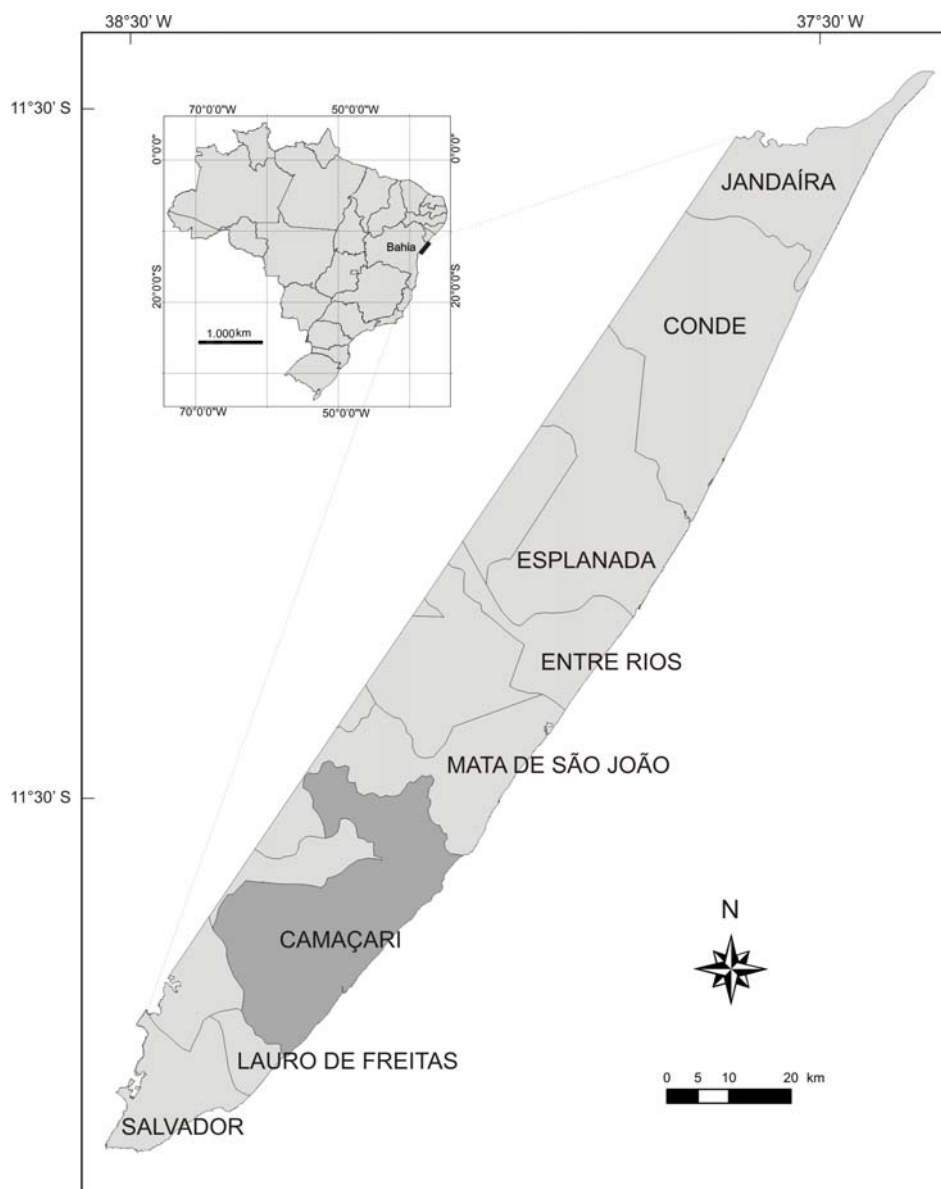 38°30' W
37°30' W
11°30' S
70°0'0"W
50°0'0"W
0°0'0"
0°0'0"
Bahia
20°0'0"S
20°0'0"S
1.000 km
70°0'0"W
50°0'0"W
JANDAÍRA
CONDE
ESPLANADA
ENTRE RIOS
MATA DE SÃO JOÃO
11°30' S
CAMAÇARI
N
LAURO DE FREITAS
0 5 10 20 km
SALVADOR